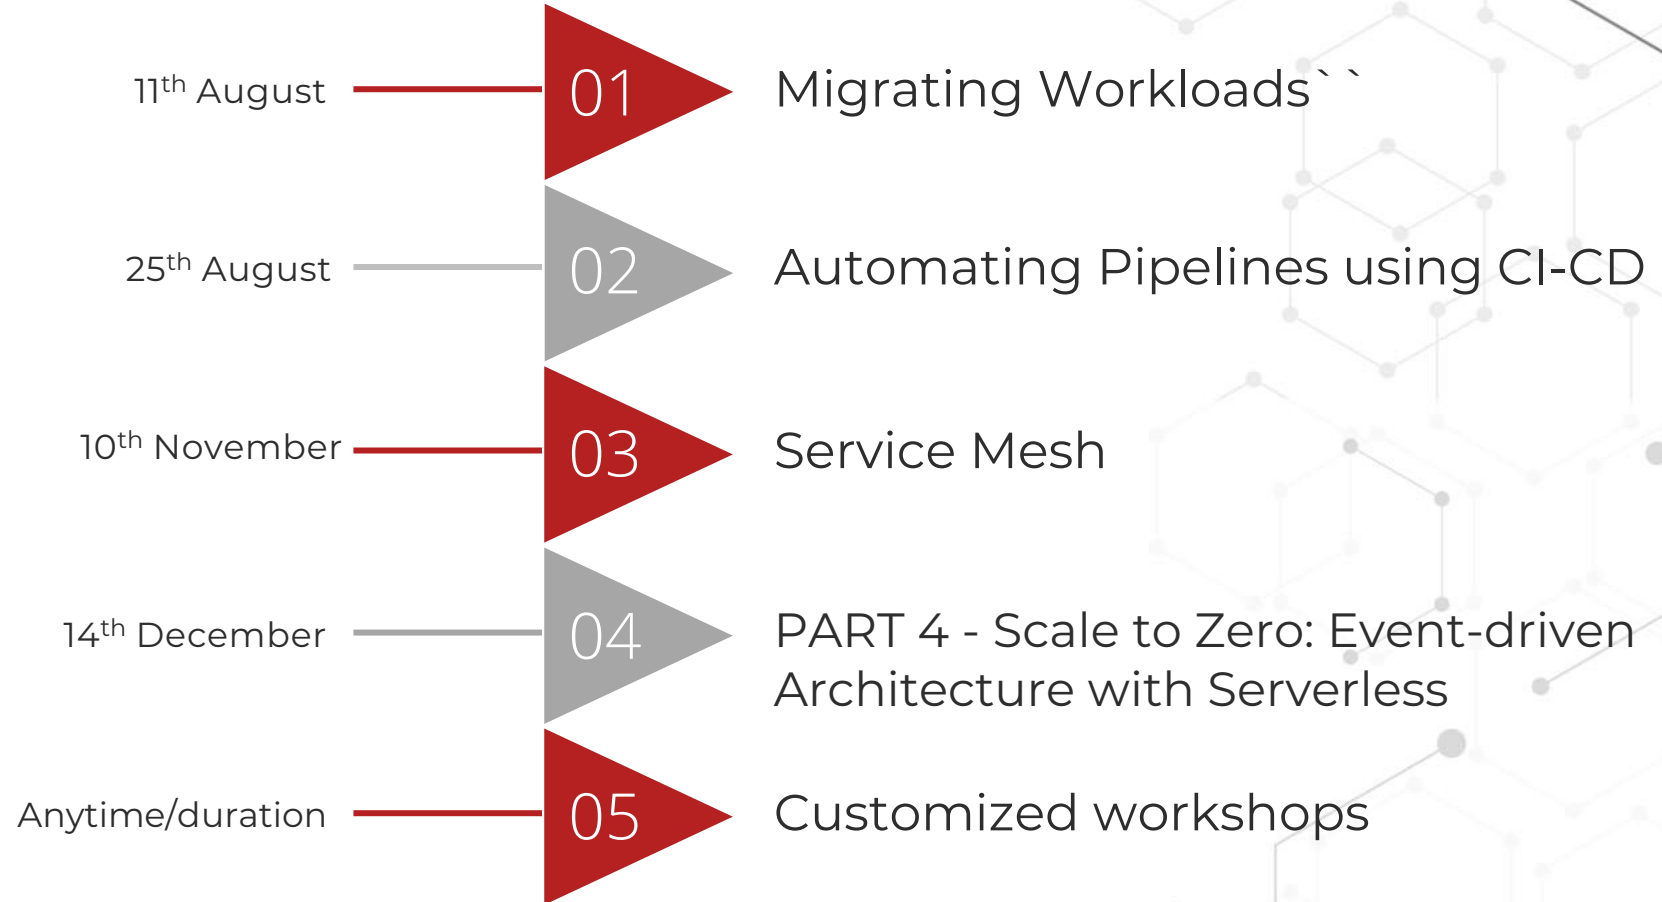 11th August
01
Migrating Workloads``
25th August
02
Automating Pipelines using CI-CD
10th November
03
Service Mesh
14th December
04
PART 4 - Scale to Zero: Event-driven
Architecture with Serverless
Anytime/duration
05
Customized workshops